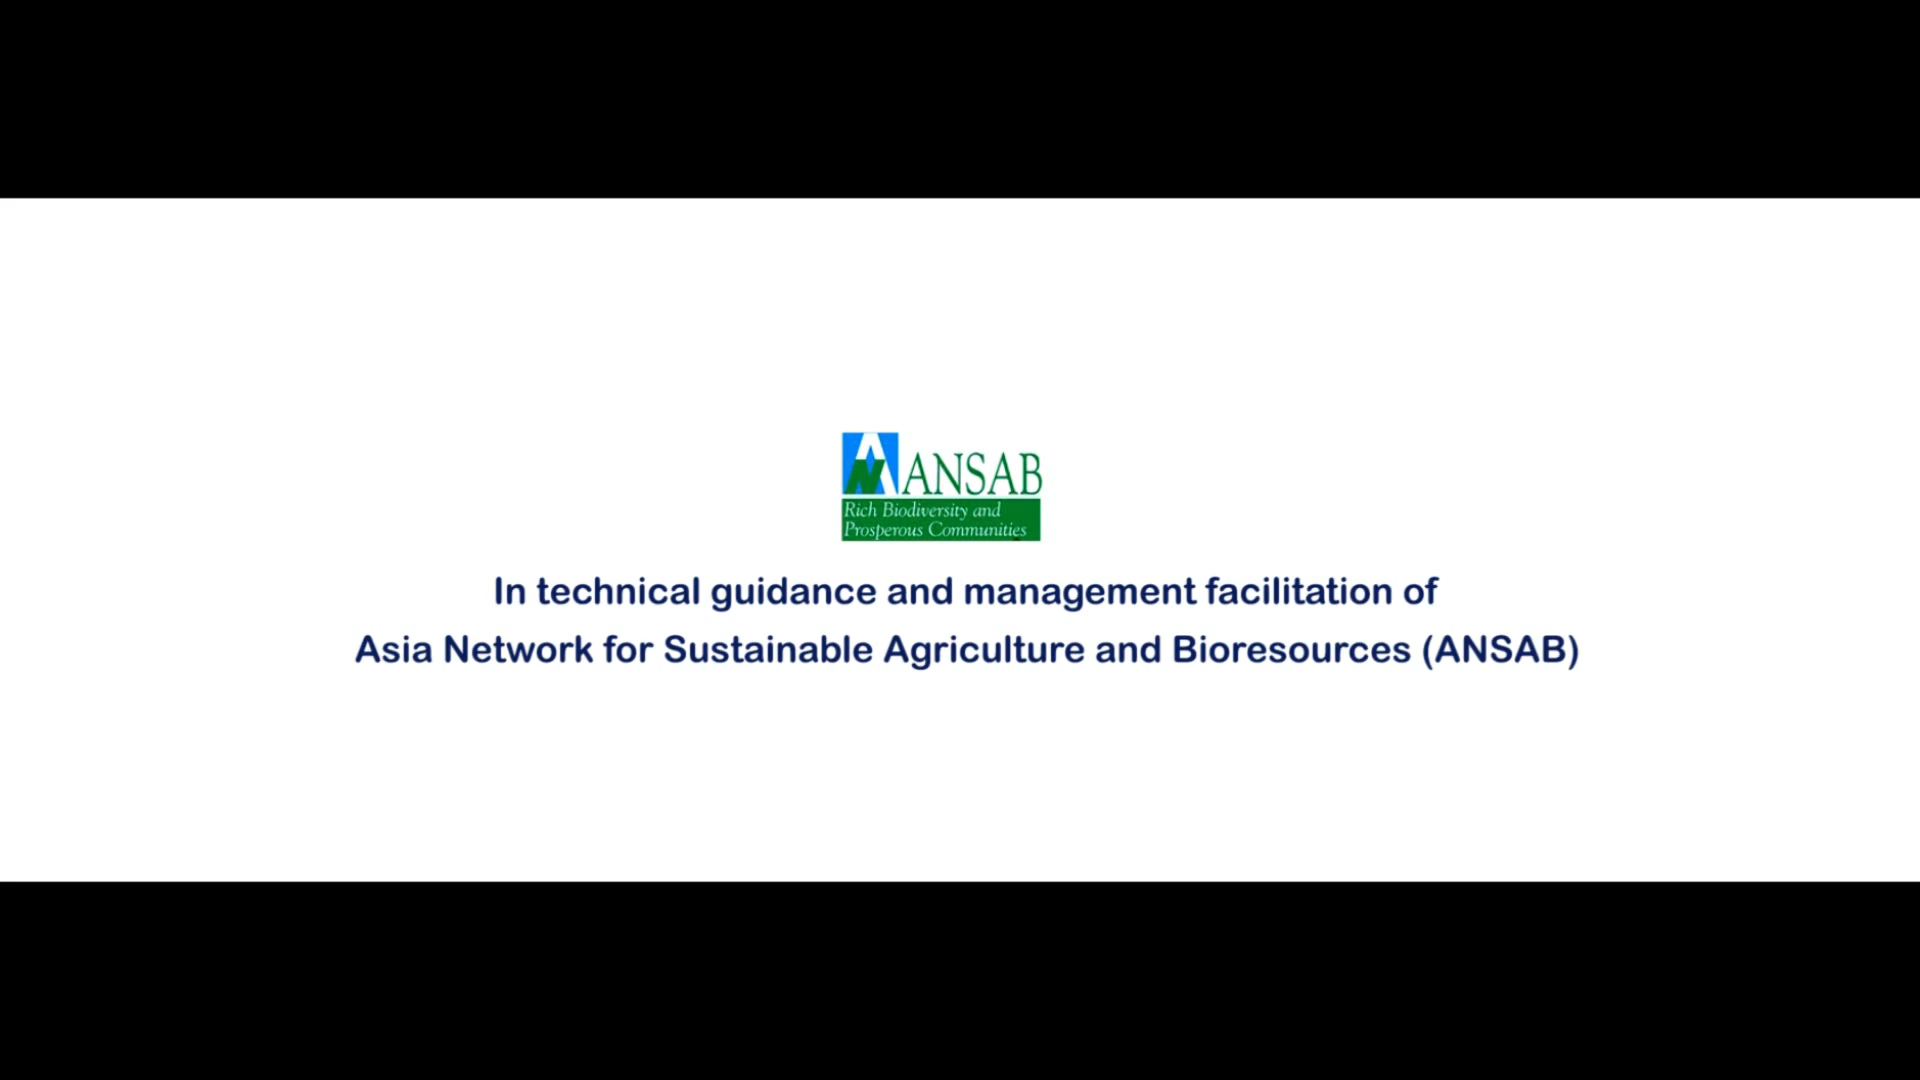 ANSAB
Rich Biodiversity and
Prosperous Communities
In technical guidance and management facilitation of
Asia Network for Sustainable Agriculture and Bioresources (ANSAB)